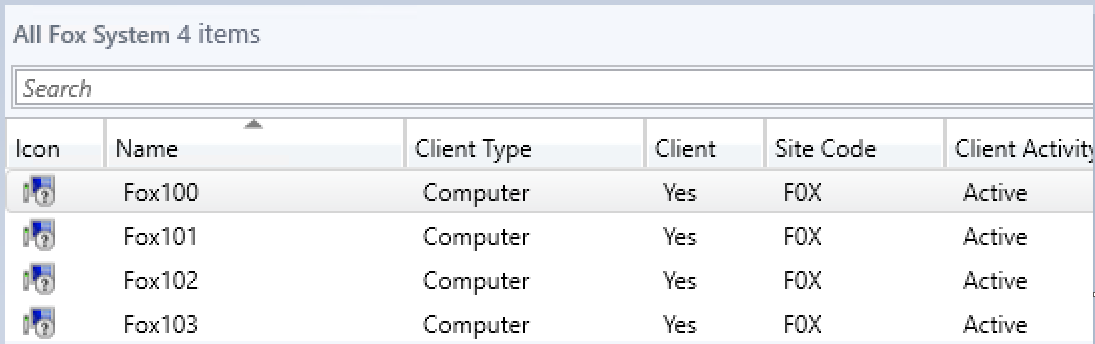 All Fox System 4 items
Search
Icon Name Client Type Client Site Code Client Activity
Fox100 Computer Yes F0X Active
Fox101 Computer Yes F0X Active
Fox102 Computer Yes F0X Active
Fox103 Computer Yes F0X Active